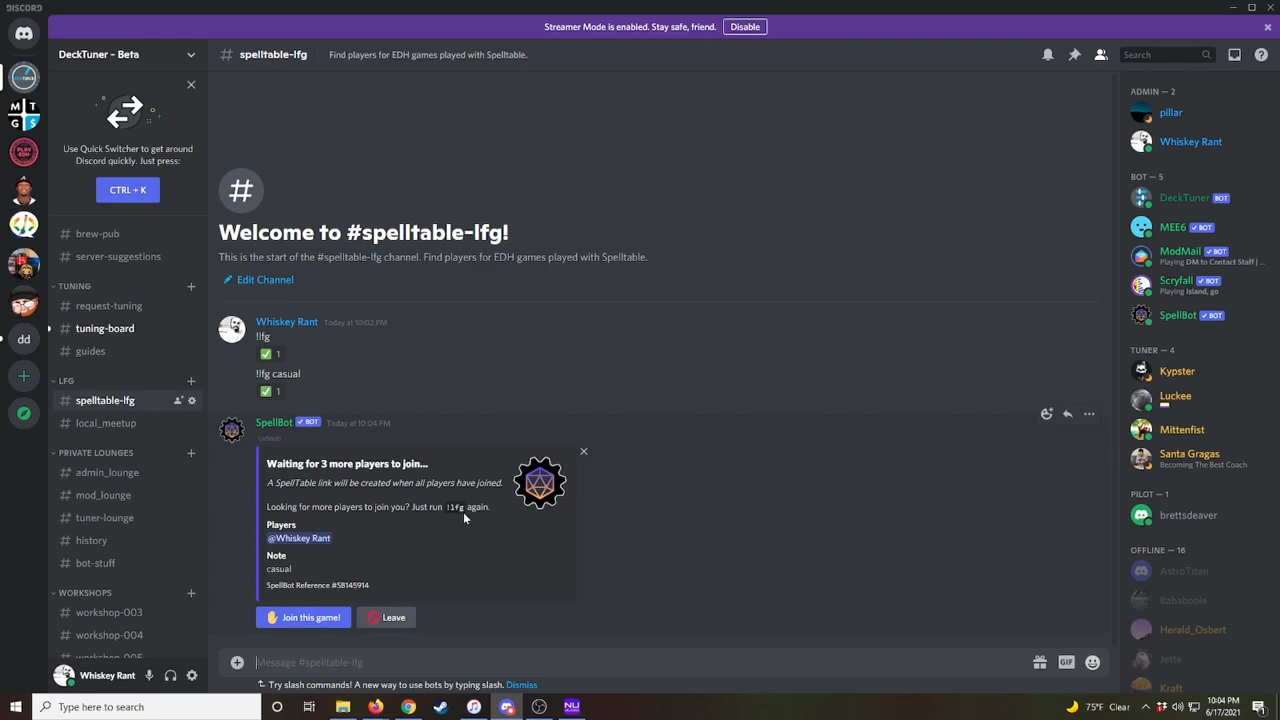 DISCORD
Streamer Mode is enabled. Stay safe, friend. Disable
DeckTuner – Beta
# spelltable-lfg Find players for EDH games played with Spelltable.
Search
Use Quick Switcher to get around
Discord quickly. Just press:
CTRL + K
# brew-pub
# server-suggestions
TUNING
# request-tuning
# tuning-board
# guides
LFG
# spelltable-lfg
# local_meetup
PRIVATE LOUNGES
# admin_lounge
# mod_lounge
# tuner-lounge
# history
# bot-stuff
WORKSHOPS
# workshop-003
# workshop-004
# workshop-005
Whiskey Rant
M T
G S
PLAY
EDH
dd
#
Welcome to #spelltable-lfg!
This is the start of the #spelltable-lfg channel. Find players for EDH games played with Spelltable.
Edit Channel
Whiskey Rant Today at 10:02 PM
!lfg
1
!lfg casual
1
SpellBot BOT Today at 10:04 PM
(edited)
Waiting for 3 more players to join...
A SpellTable link will be created when all players have joined.
Looking for more players to join you? Just run !lfg again.
Players
@Whiskey Rant
Note
casual
SpellBot Reference #SB145914
Join this game!
Leave
Message #spelltable-lfg
GIF
Try slash commands! A new way to use bots by typing slash. Dismiss
ADMIN — 2
pillar
Whiskey Rant
BOT — 5
DeckTuner BOT
MEE6 BOT
ModMail BOT
Playing DM to Contact Staff | ...
Scryfall BOT
Playing Island, go
SpellBot BOT
TUNER — 4
Kypster
Luckee
Mittenfist
Santa Gragas
Becoming The Best Coach
PILOT — 1
brettsdeaver
OFFLINE — 16
AstroTitan
Bababooie
Herald_Osbert
Jette
Kraft
Type here to search
NU
75°F Clear
10:04 PM
6/17/2021